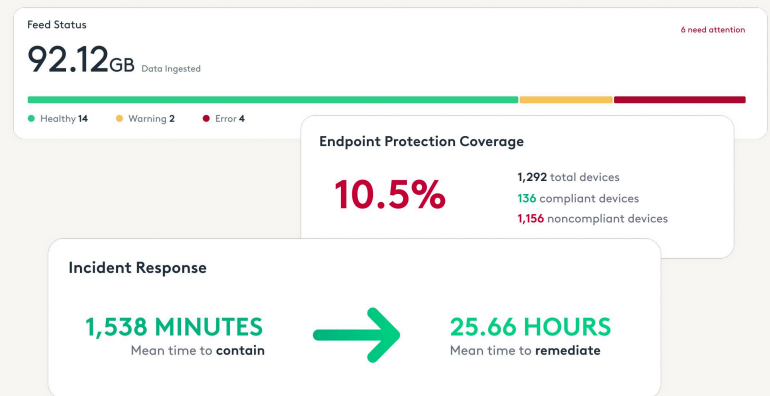 Feed Status
6 need attention
92.12GB Data Ingested
Healthy 14 Warning 2 Error 4
Endpoint Protection Coverage
10.5%
1,292 total devices
136 compliant devices
1,156 noncompliant devices
Incident Response
1,538 MINUTES
Mean time to contain
25.66 HOURS
Mean time to remediate